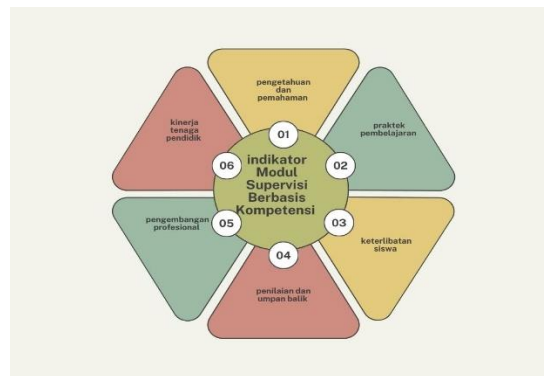 pengetahuan
dan
pemahaman
01
praktek
pembelajaran
02
keterlibatan
siswa
03
penilaian dan
umpan balik
04
pengembangan
profesional
05
kinerja
tenaga
pendidik
06
indikator
Modul
Supervisi
Berbasis
Kompetensi